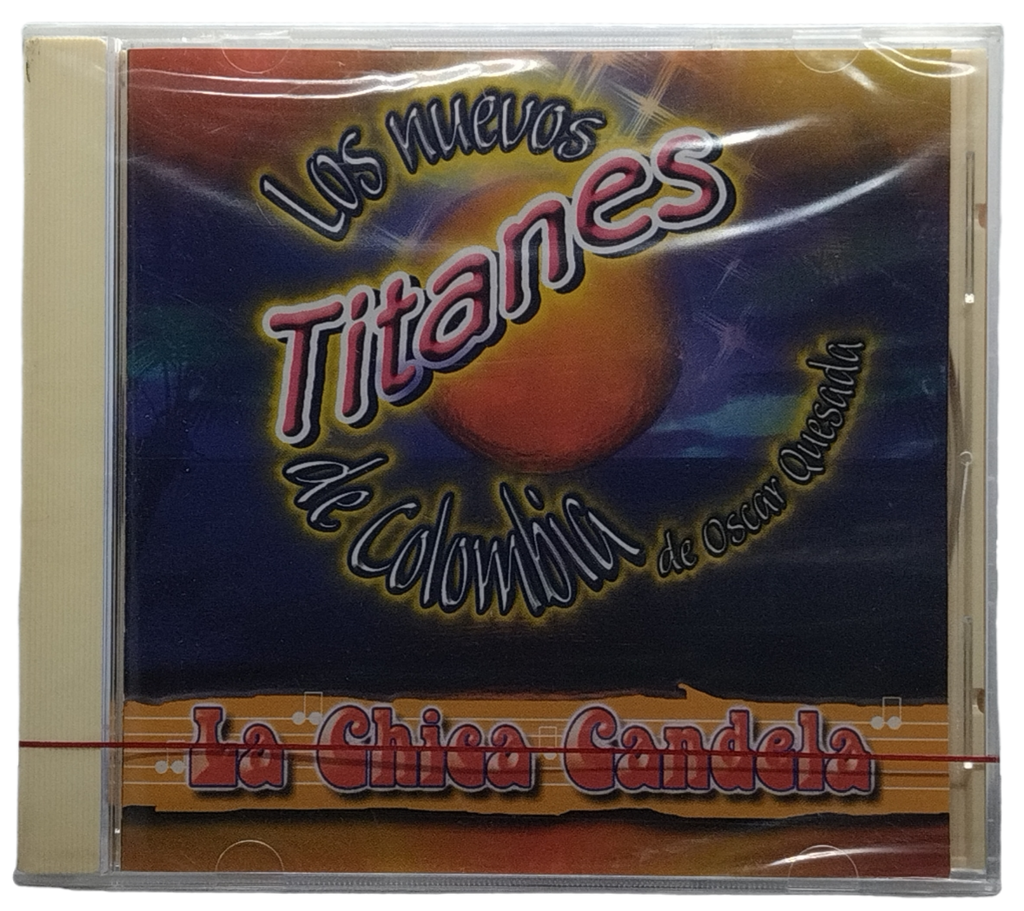 Los nuevos
Titanes
de Colombia
de Oscar Quesada
La Chica Candela